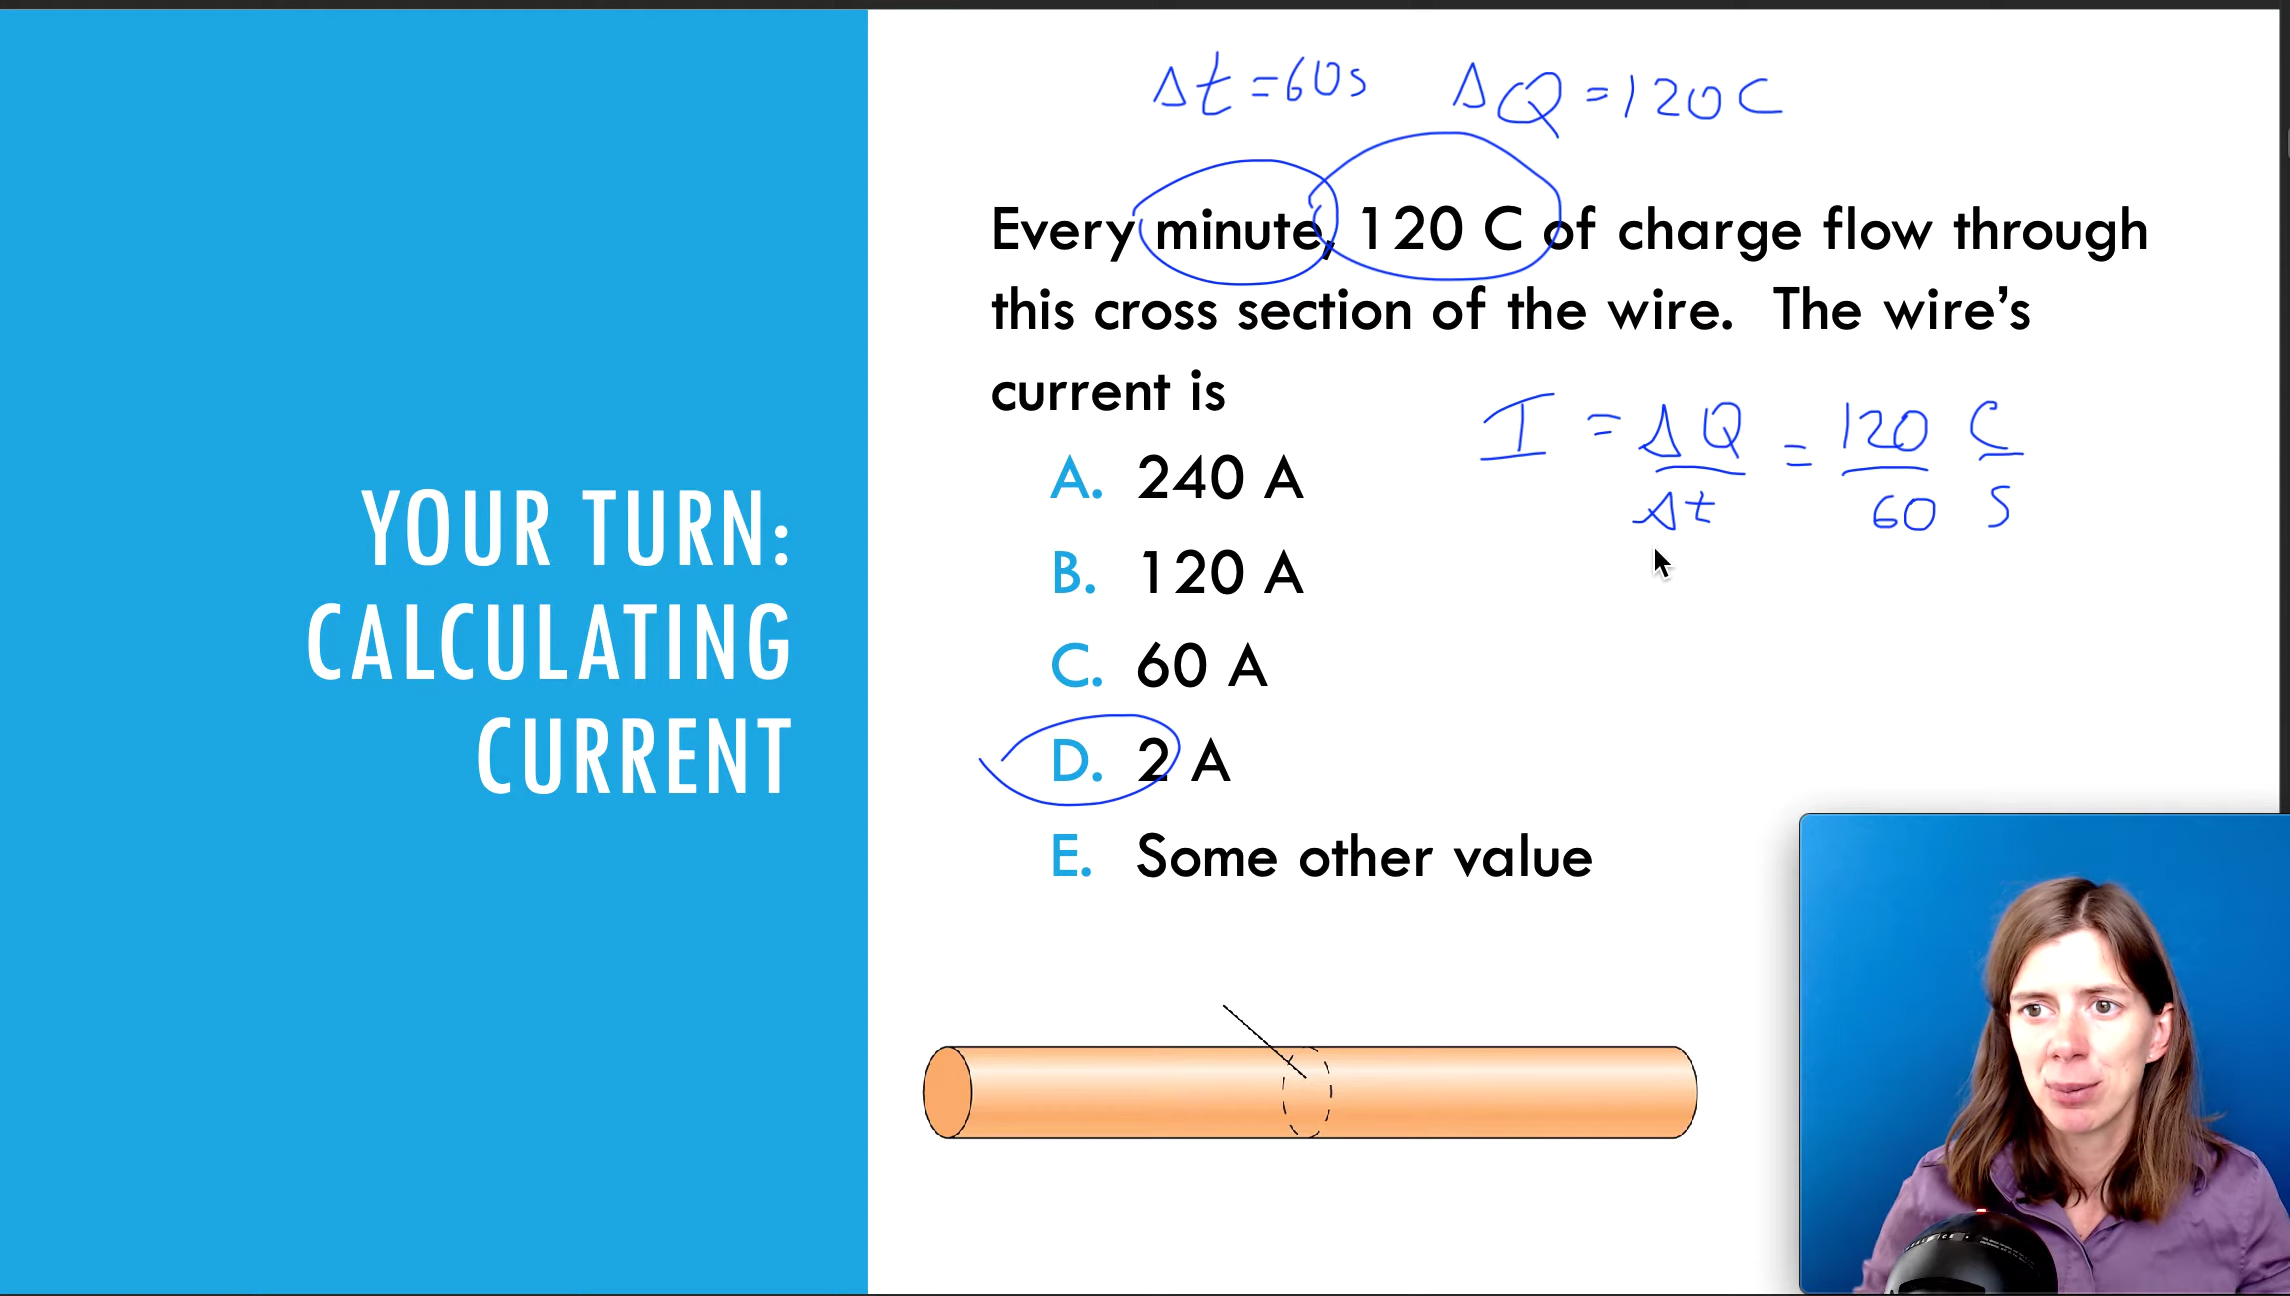 YOUR TURN:
CALCULATING
CURRENT
Δt = 60s ΔQ = 120C
Every minute, 120 C of charge flow through
this cross section of the wire. The wire’s
current is
I = ΔQ/Δt = 120/60 C/s
A. 240 A
B. 120 A
C. 60 A
D. 2 A
E. Some other value